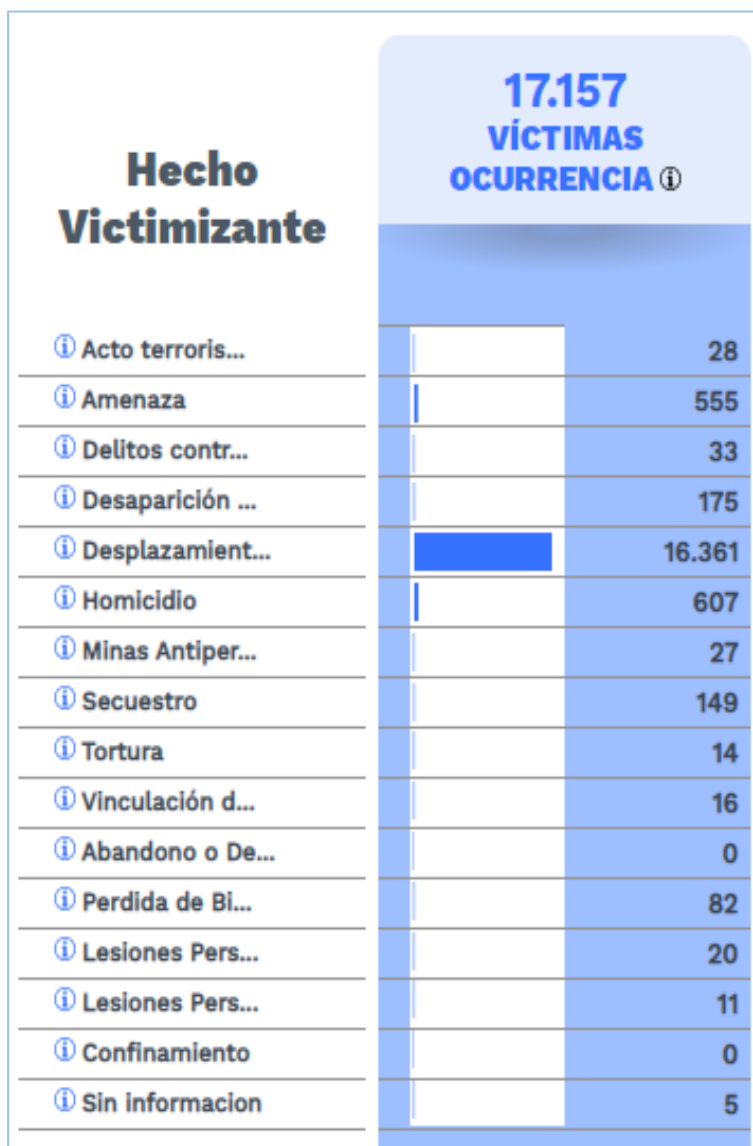 17.157
VÍCTIMAS
OCURRENCIA
Hecho
Victimizante
Acto terroris... 28
Amenaza 555
Delitos contr... 33
Desaparición ... 175
Desplazamient... 16.361
Homicidio 607
Minas Antiper... 27
Secuestro 149
Tortura 14
Vinculación d... 16
Abandono o De... 0
Perdida de Bi... 82
Lesiones Pers... 20
Lesiones Pers... 11
Confinamiento 0
Sin informacion 5